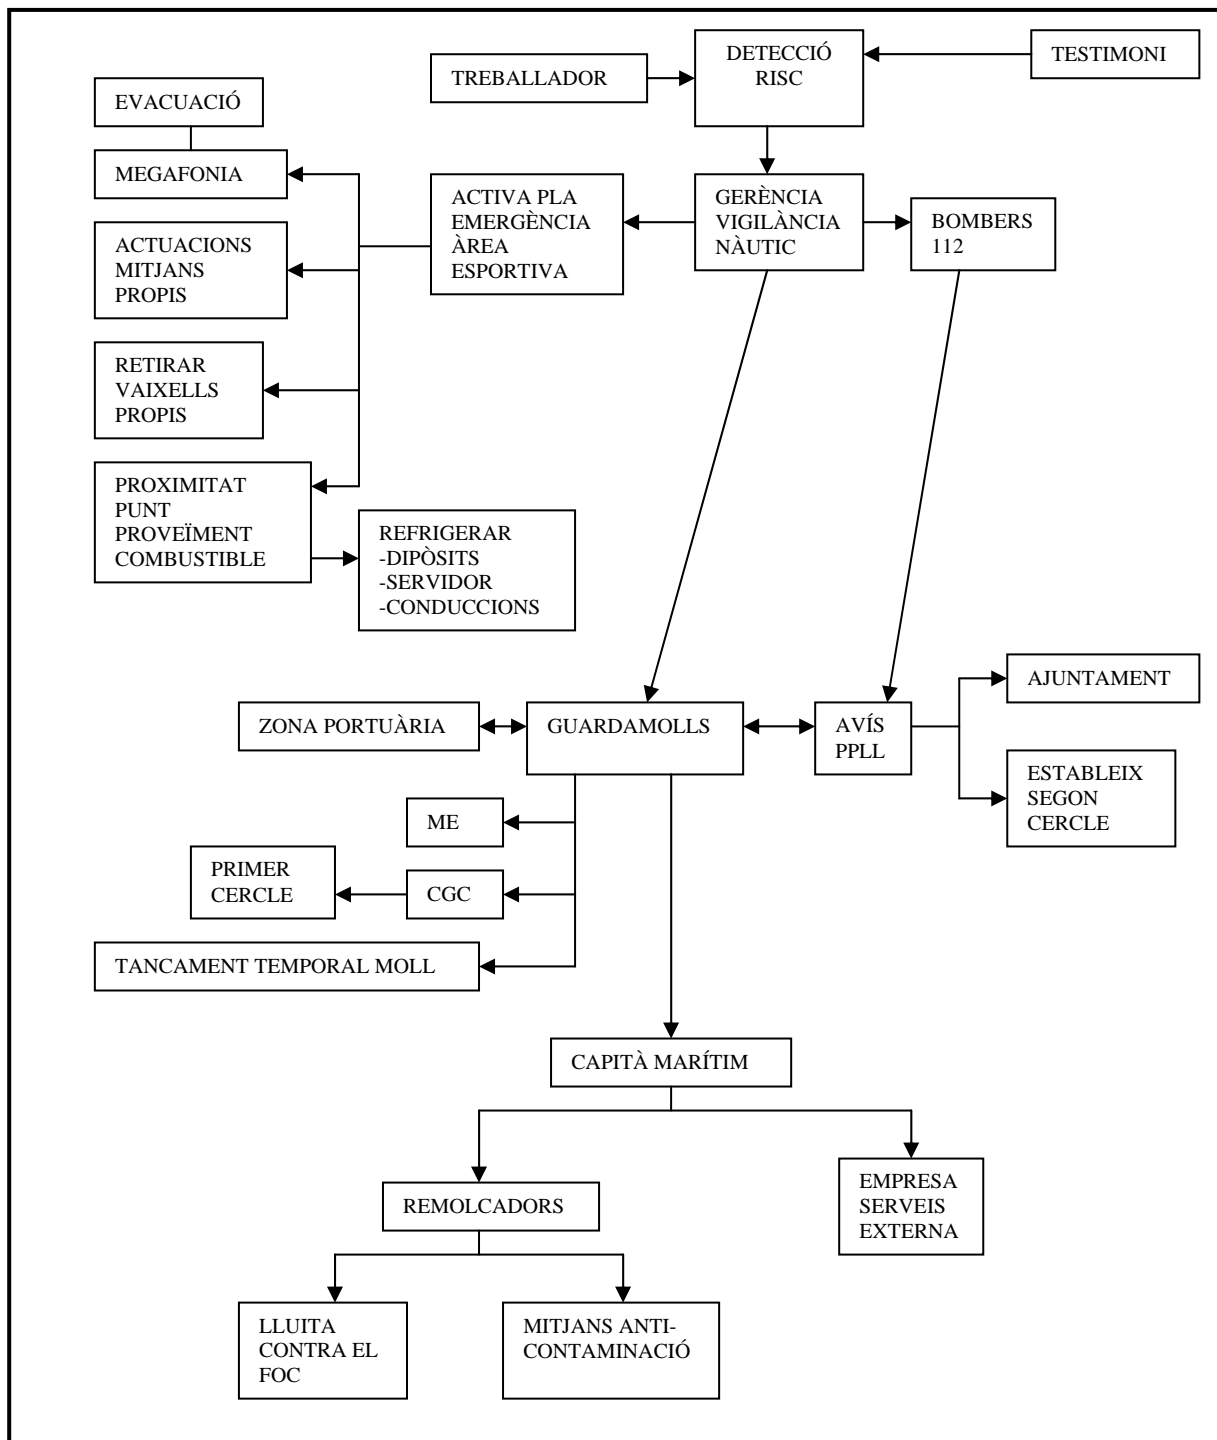 DETECCIÓ
RISC
TESTIMONI
TREBALLADOR
EVACUACIÓ
MEGAFONIA
ACTIVA PLA
EMERGÈNCIA
ÀREA
ESPORTIVA
GERÈNCIA
VIGILÀNCIA
NÀUTIC
BOMBERS
112
ACTUACIONS
MITJANS
PROPIS
RETIRAR
VAIXELLS
PROPIS
PROXIMITAT
PUNT
PROVEÏMENT
COMBUSTIBLE
REFRIGERAR
-DIPÒSITS
-SERVIDOR
-CONDUCCIONS
AJUNTAMENT
ZONA PORTUÀRIA
GUARDAMOLLS
AVÍS
PPLL
ESTABLEIX
SEGON
CERCLE
ME
PRIMER
CERCLE
CGC
TANCAMENT TEMPORAL MOLL
CAPITÀ MARÍTIM
REMOLCADORS
EMPRESA
SERVEIS
EXTERNA
LLUITA
CONTRA EL
FOC
MITJANS ANTI-
CONTAMINACIÓ